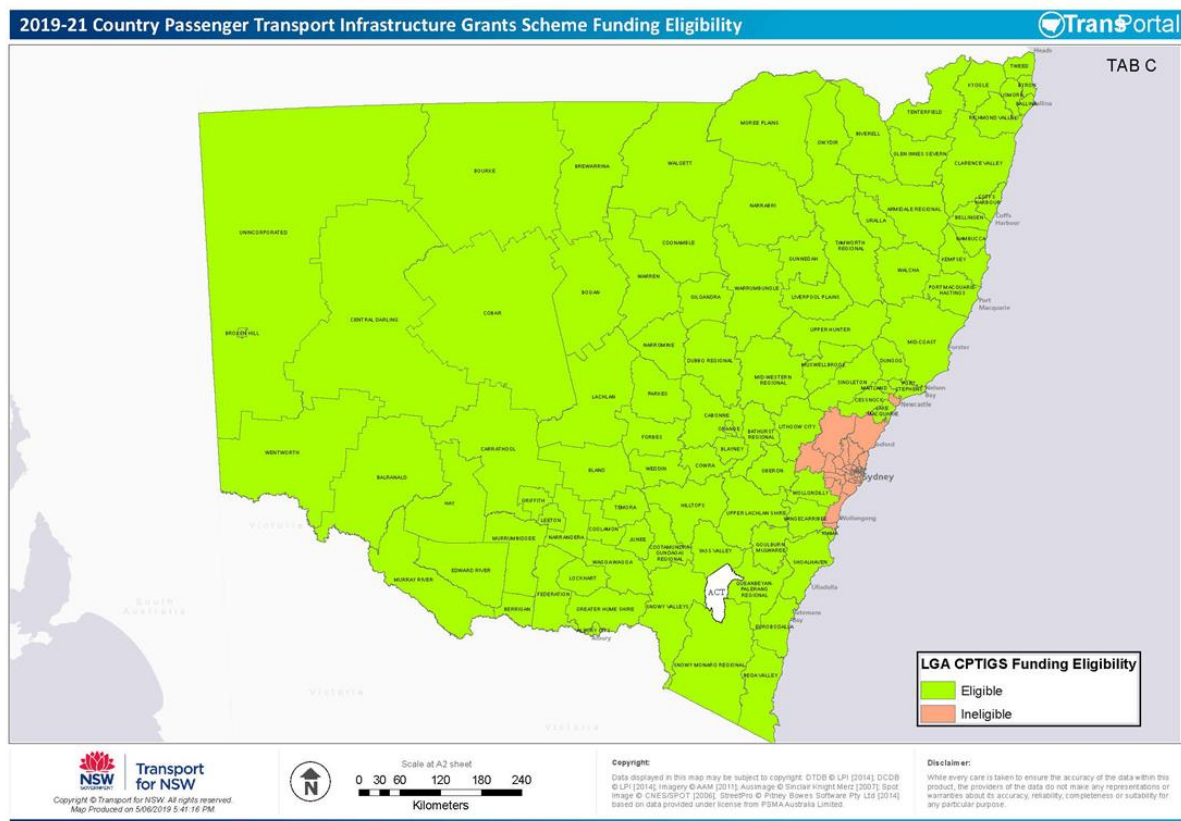 2019-21 Country Passenger Transport Infrastructure Grants Scheme Funding Eligibility
TransPortal
TAB C
Heads
TWEED
KYOGLE
BYRON
BALLINA
RICHMOND VALLEY
TENTERFIELD
MOREE PLAINS
INVERELL
GWYDIR
GLEN INNES SEVERN
CLARENCE VALLEY
BOURKE
BREWARRINA
WALGETT
NARRABRI
ARMIDALE REGIONAL
COFFS HARBOUR
Coffs Harbour
BELLINGEN
URALLA
UNINCORPORATED
COONAMBLE
TAMWORTH REGIONAL
NAMBUCCA
GUNNEDAH
KEMPSEY
WALCHA
WARREN
BOGAN
GILGANDRA
WARRUMBUNGLE
LIVERPOOL PLAINS
PORT MACQUARIE-HASTINGS
Port Macquarie
CENTRAL DARLING
COBAR
BROKEN HILL
UPPER HUNTER
MID-COAST
Forster
NARROMINE
DUBBO REGIONAL
MUSWELLBROOK
DUNGOG
MID-WESTERN REGIONAL
SINGLETON
MAITLAND
PORT STEPHENS
Nelson Bay
CESSNOCK
Newcastle
LAKE MACQUARIE
LACHLAN
PARKES
CABONNE
ORANGE
BATHURST REGIONAL
LITHGOW CITY
FORBES
BLAYNEY
WENTWORTH
CARRATHOOL
BLAND
WEDDIN
COWRA
OBERON
Sydney
BALRANALD
HAY
GRIFFITH
LEETON
TEMORA
HILLTOPS
UPPER LACHLAN SHIRE
WOLLONDILLY
WINGECARRIBEE
Wollongong
KIAMA
COOLAMON
MURRUMBIDGEE
NARRANDERA
JUNEE
COOTAMUNDRA-GUNDAGAI REGIONAL
YASS VALLEY
GOULBURN MULWAREE
SHOALHAVEN
WAGGA WAGGA
LOCKHART
EDWARD RIVER
MURRAY RIVER
ACT
QUEANBEYAN-PALERANG REGIONAL
Ulladulla
BERRIGAN
FEDERATION
GREATER HUME SHIRE
SNOWY VALLEYS
Batemans Bay
EUROBODALLA
ALBURY CITY
Albury
SNOWY MONARO REGIONAL
BEGA VALLEY
Victoria
South Australia
Victoria
Victoria
LGA CPTIGS Funding Eligibility
Eligible
Ineligible
NSW
GOVERNMENT
Transport for NSW
Copyright © Transport for NSW. All rights reserved.
Map Produced on 5/06/2019 5:41:16 PM
N
Scale at A2 sheet
0 30 60 120 180 240
Kilometers
Copyright:
Data displayed in this map may be subject to copyright: DTDB © LPI [2014]; DCDB
© LPI [2014]; Imagery © AAM [2011]; Ausimage © Sinclair Knight Merz [2007]; Spot
Image © CNES/SPOT [2006]; StreetPro © Pitney Bowes Software Pty Ltd [2014]
based on data provided under license from PSMA Australia Limited.
Disclaimer:
While every care is taken to ensure the accuracy of the data within this
product, the providers of the data do not make any representations or
warranties about its accuracy, reliability, completeness or suitability for
any particular purpose.